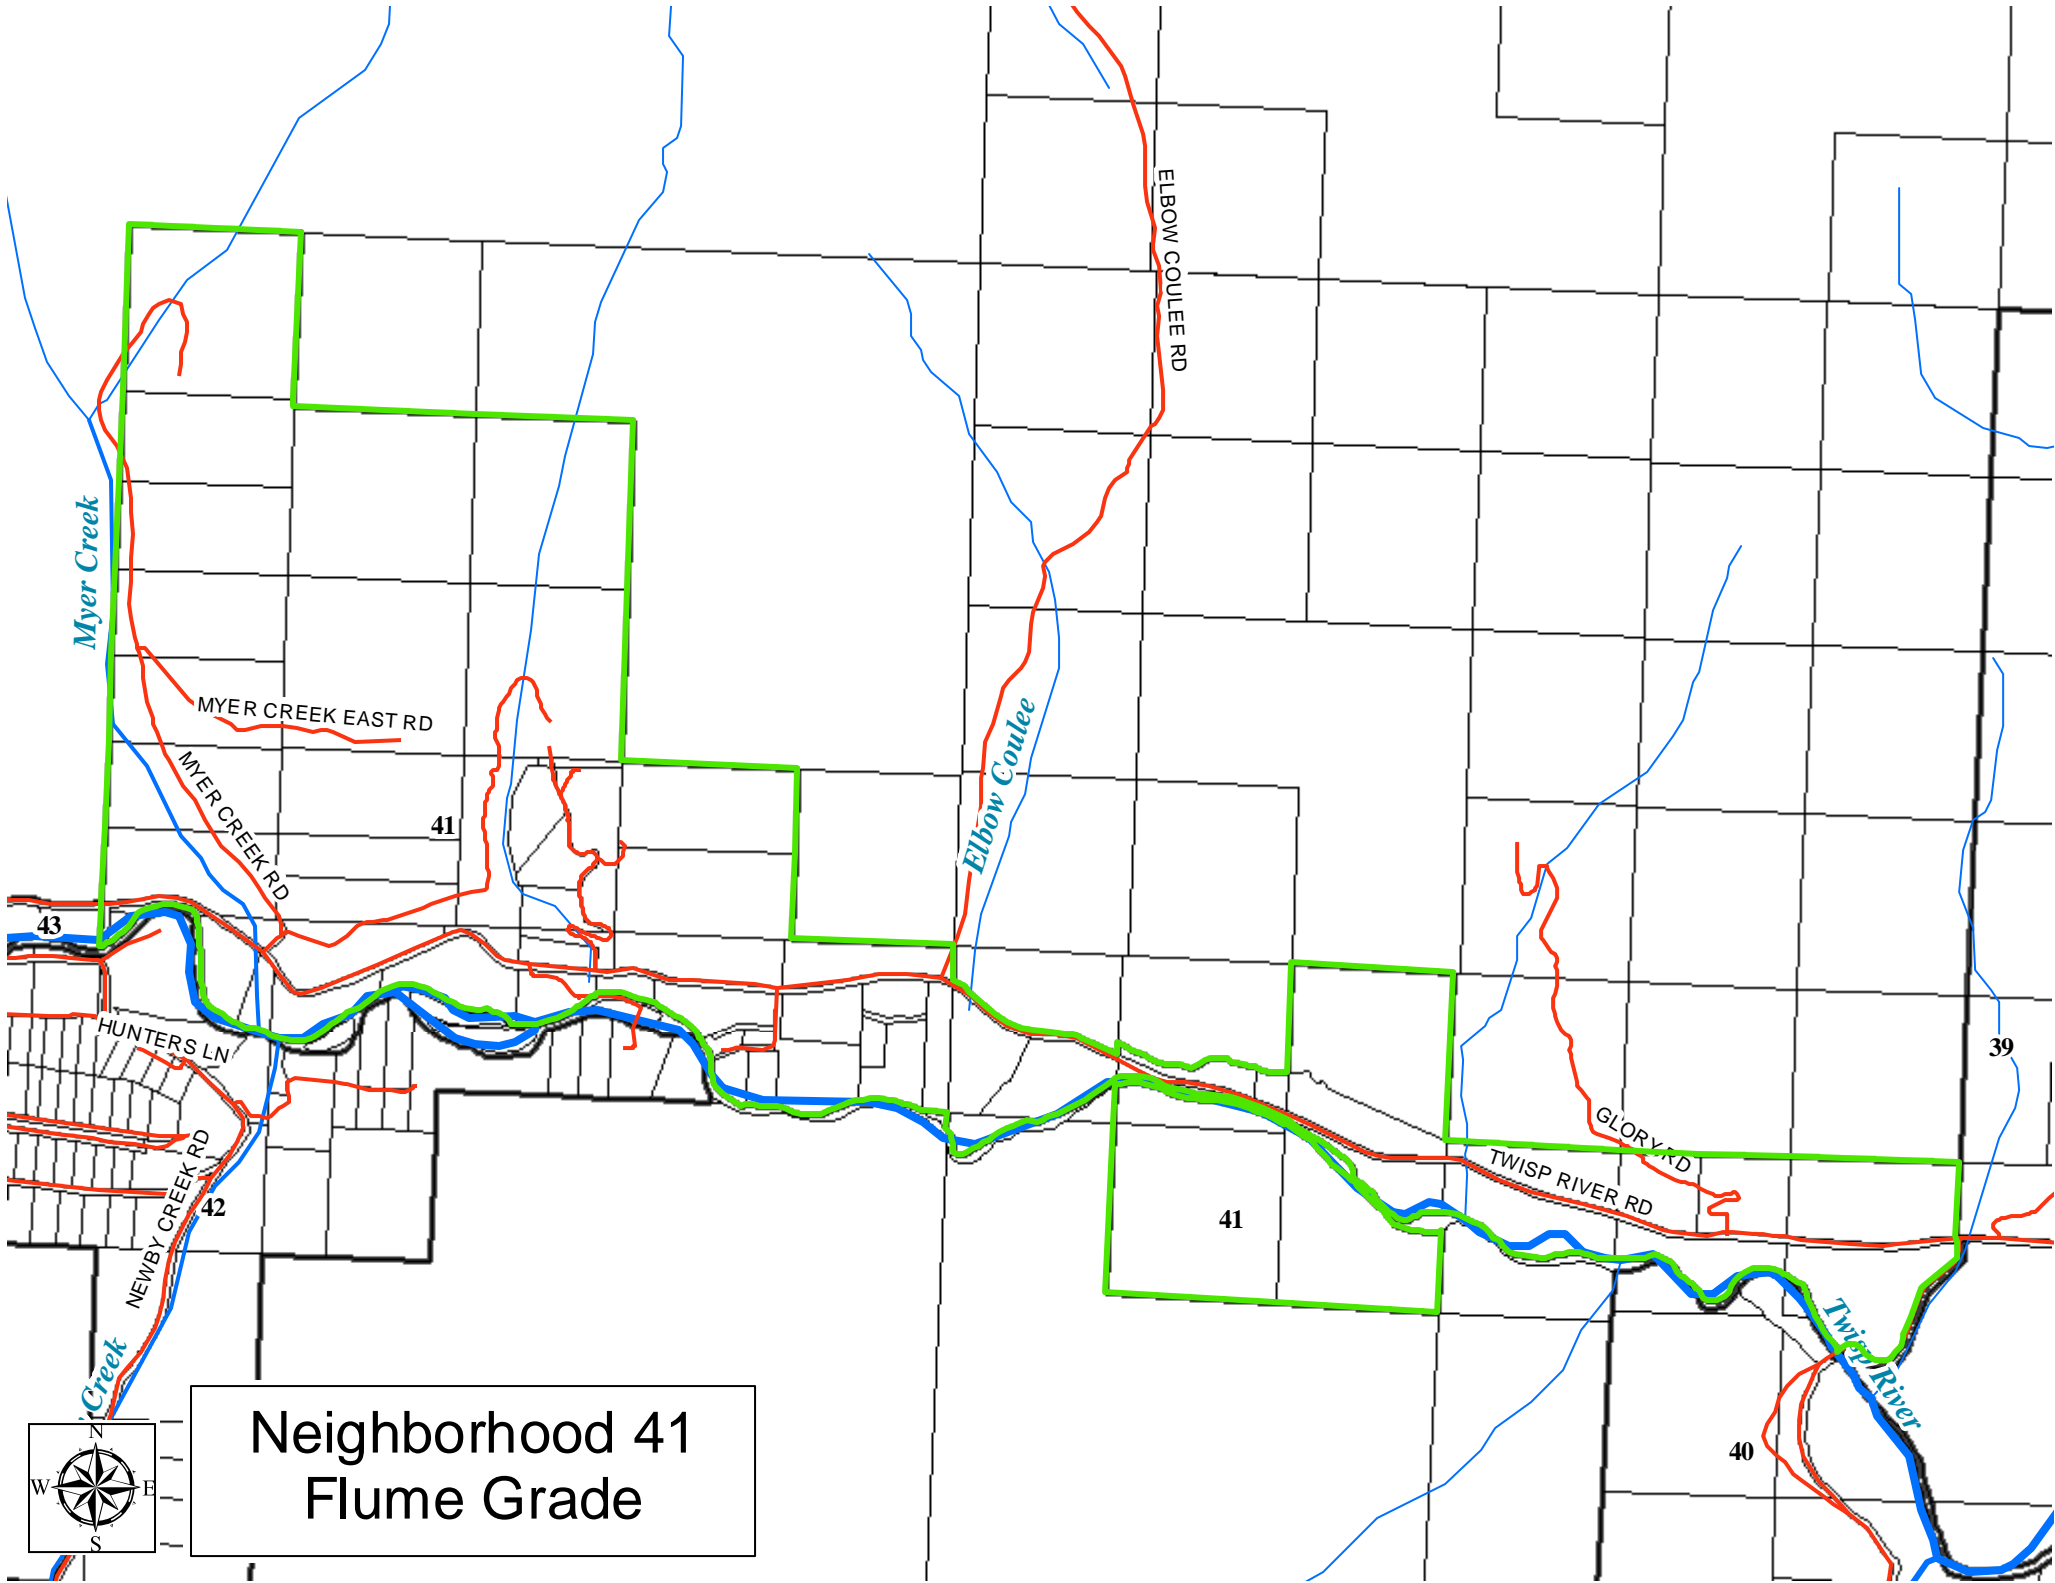 ELBOW COULEE RD
Myer Creek
MYER CREEK EAST RD
MYER CREEK RD
41
Elbow Coulee
43
HUNTERS LN
39
GLORY RD
TWISP RIVER RD
NEWBY CREEK RD
42
41
Twisp River
Creek
40
Neighborhood 41
Flume Grade
N
W E
S